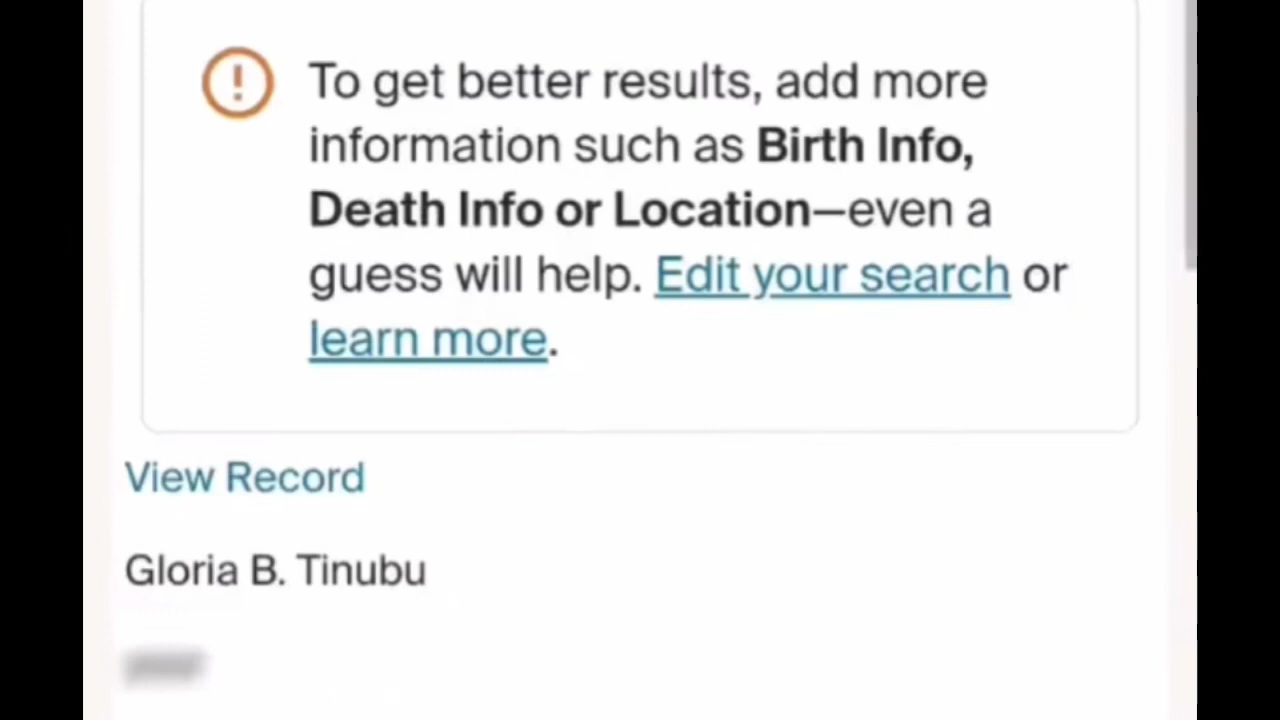 To get better results, add more
information such as Birth Info,
Death Info or Location—even a
guess will help. Edit your search or
learn more.
View Record
Gloria B. Tinubu